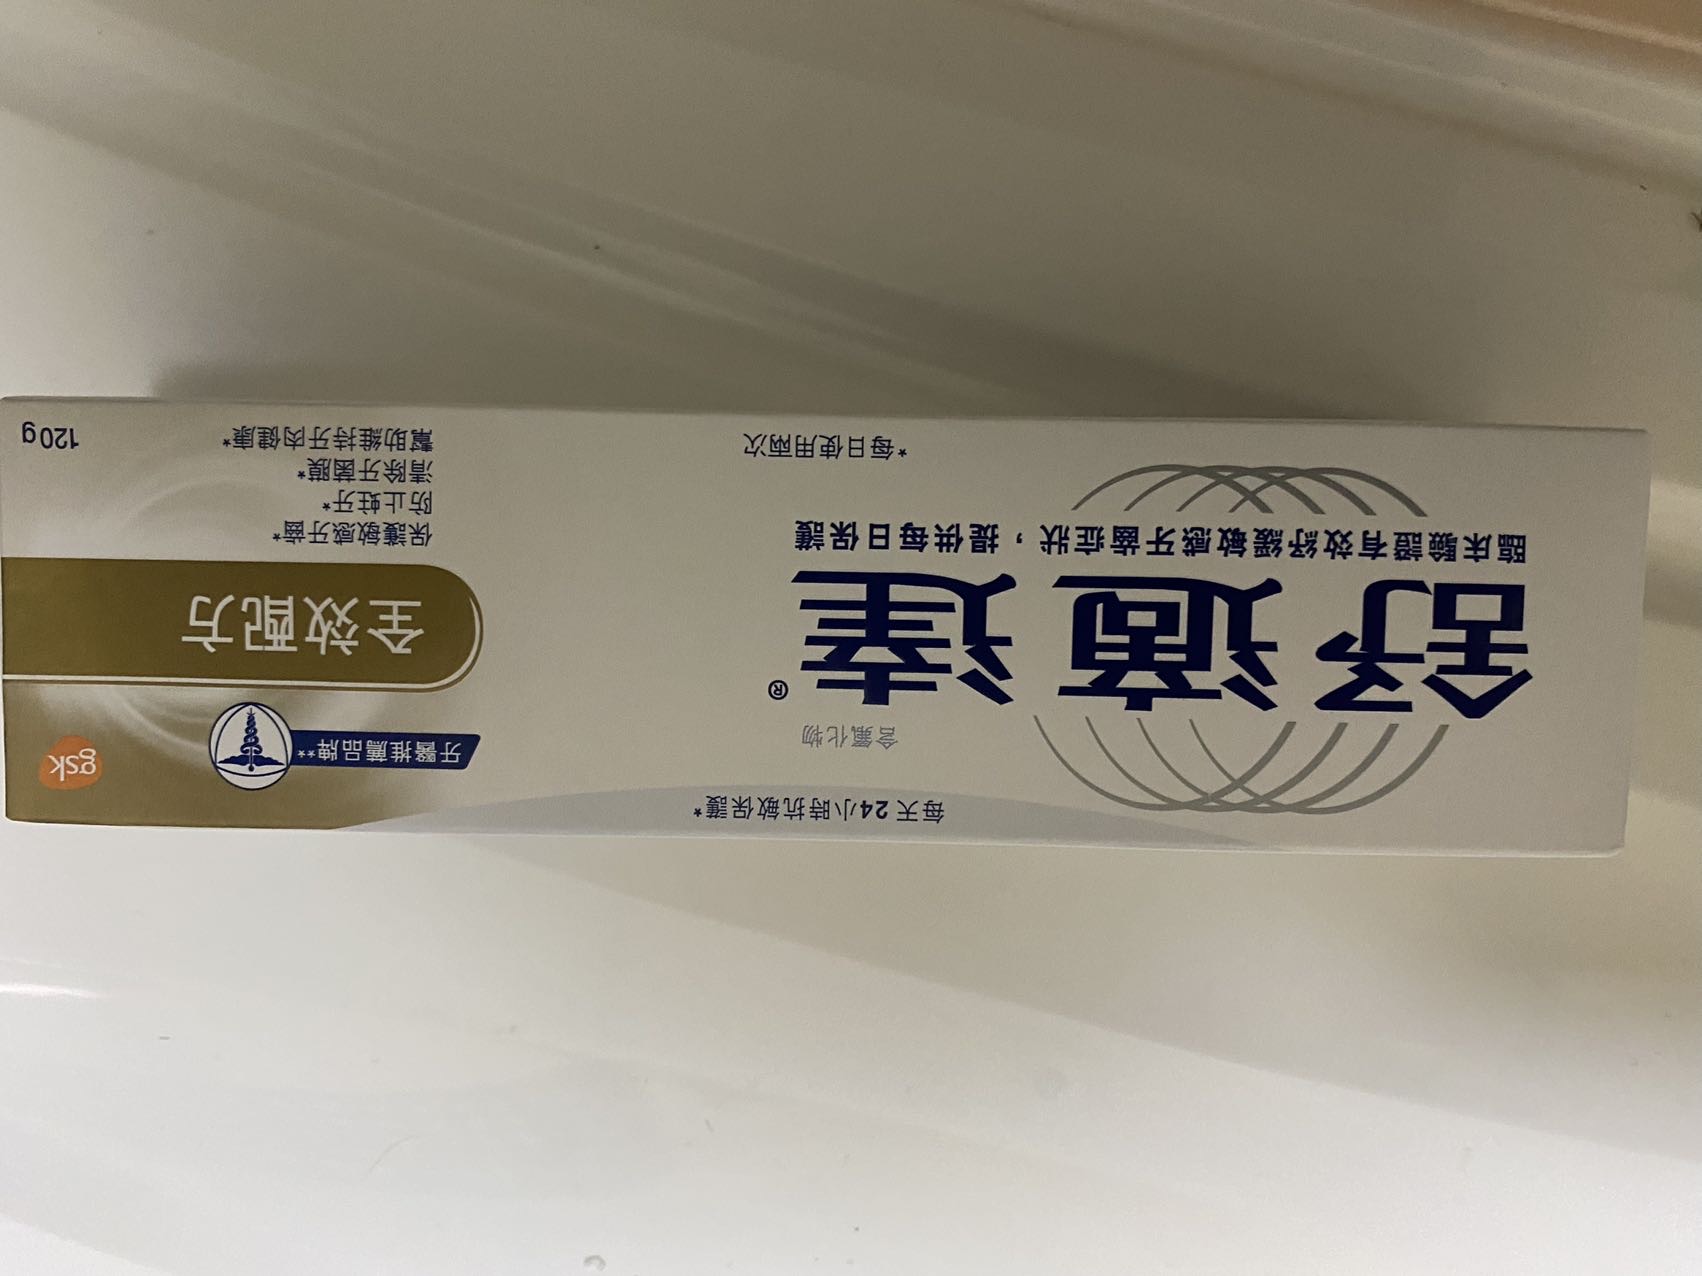 每天24小時抗敏保護*
含氟化物
舒適達®
臨床驗證有效紓緩敏感牙齒症狀，提供每日保護
*每日使用兩次
牙醫推薦品牌**
gsk
全效配方
保護敏感牙齒*
防止蛀牙*
清除牙菌膜*
幫助維持牙肉健康*
120g